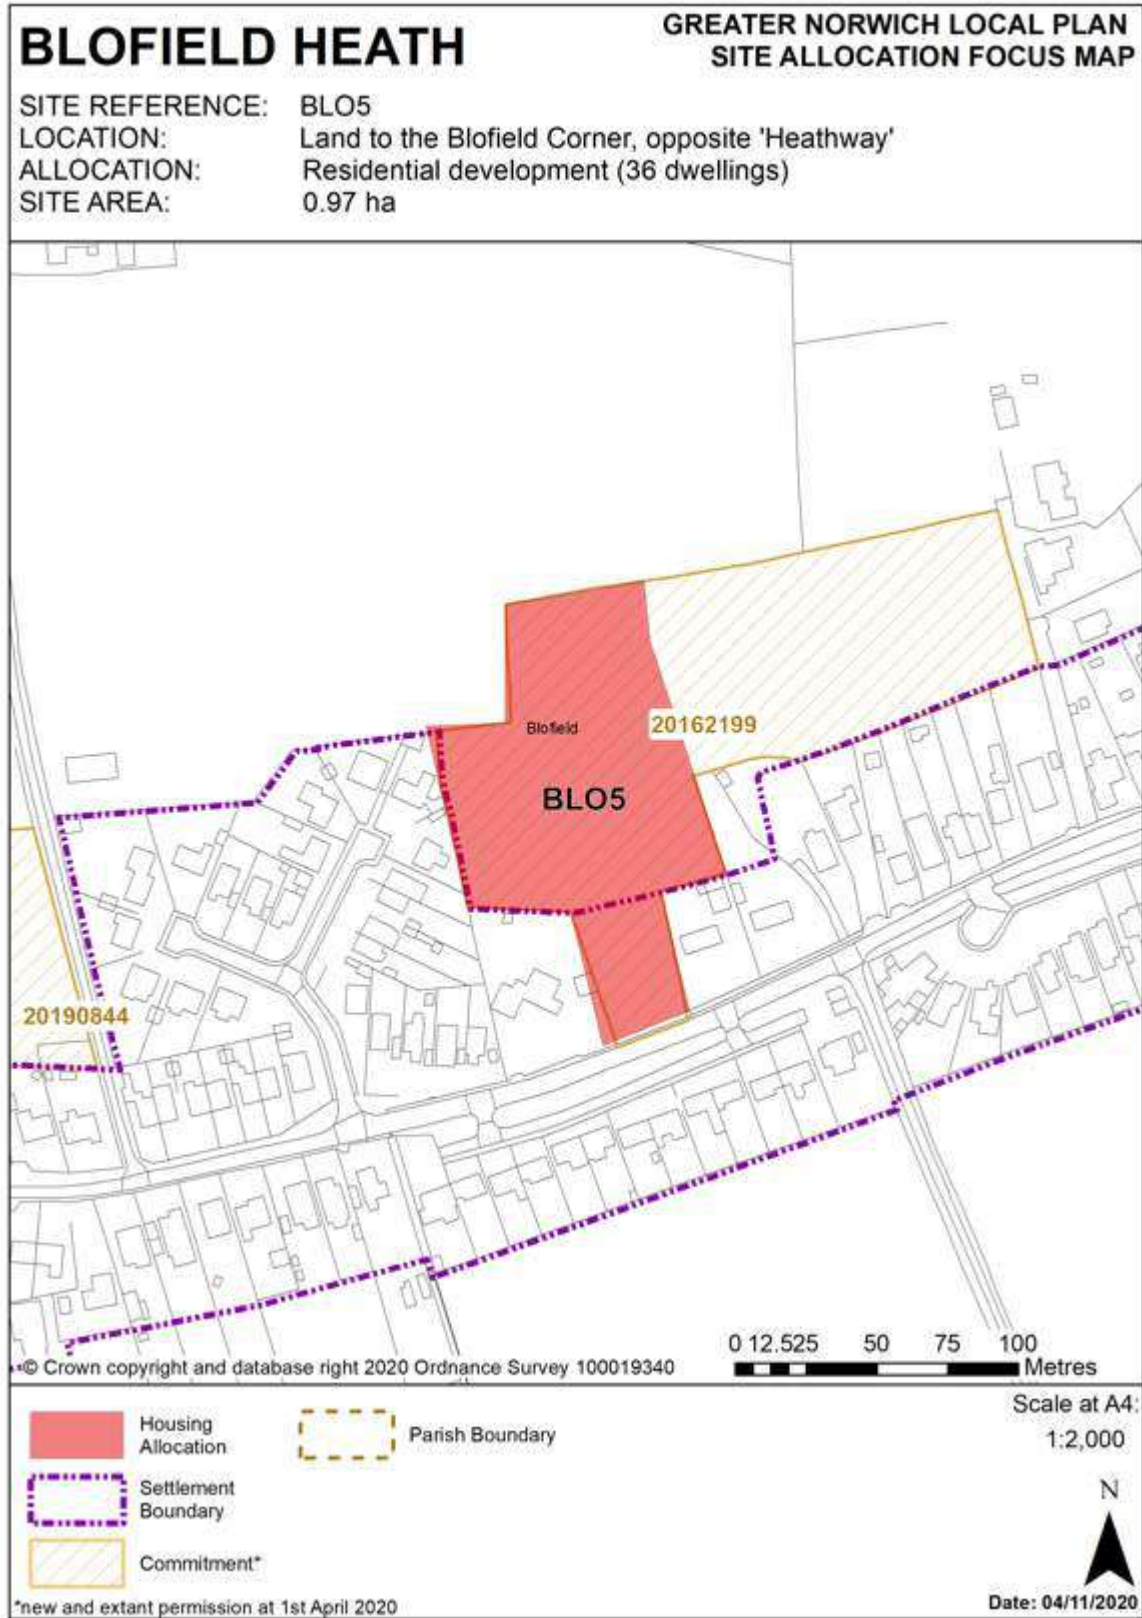 BLOFIELD HEATH
GREATER NORWICH LOCAL PLAN
SITE ALLOCATION FOCUS MAP
SITE REFERENCE: BLO5
LOCATION: Land to the Blofield Corner, opposite 'Heathway'
ALLOCATION: Residential development (36 dwellings)
SITE AREA: 0.97 ha
Blofield
20162199
BLO5
20190844
© Crown copyright and database right 2020 Ordnance Survey 100019340
0 12.525 50 75 100
Metres
Housing
Allocation
Parish Boundary
Settlement
Boundary
Commitment*
*new and extant permission at 1st April 2020
Scale at A4:
1:2,000
N
Date: 04/11/2020